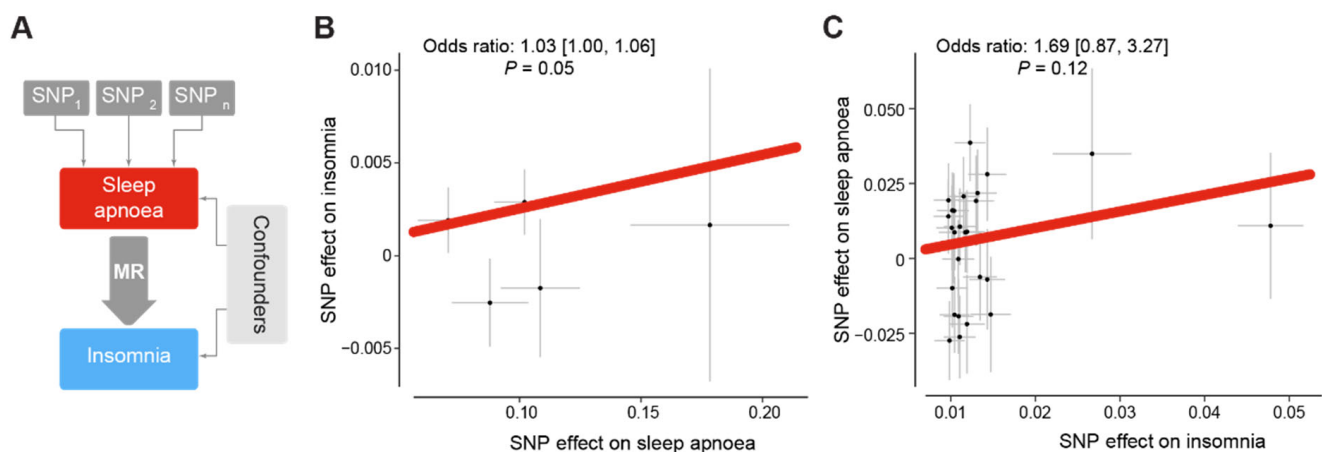 A
SNP1 SNP 2 SNPn
Sleep
apnoea
Confounders
MR
Insomnia
B
Odds ratio: 1.03 [1.00, 1.06]
P = 0.05
SNP effect on insomnia
0.010
0.005
0
−0.005
0.10 0.15 0.20
SNP effect on sleep apnoea
C
Odds ratio: 1.69 [0.87, 3.27]
P = 0.12
SNP effect on sleep apnoea
0.050
0.025
0
−0.025
0.01 0.02 0.03 0.04 0.05
SNP effect on insomnia